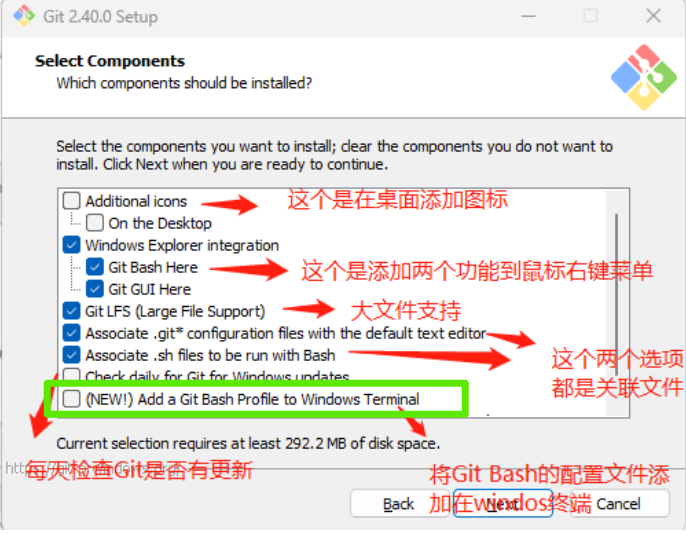 Git 2.40.0 Setup
Select Components
Which components should be installed?
Select the components you want to install; clear the components you do not want to
install. Click Next when you are ready to continue.
Additional icons
这个是在桌面添加图标
On the Desktop
Windows Explorer integration
Git Bash Here
这个是添加两个功能到鼠标右键菜单
Git GUI Here
Git LFS (Large File Support)
大文件支持
Associate .git* configuration files with the default text editor
Associate .sh files to be run with Bash
这个两个选项
都是关联文件
Check daily for Git for Windows updates
(NEW!) Add a Git Bash Profile to Windows Terminal
Current selection requires at least 292.2 MB of disk space.
每天检查Git是否有更新
将Git Bash的配置文件添
加在windos终端
Back
Next
Cancel